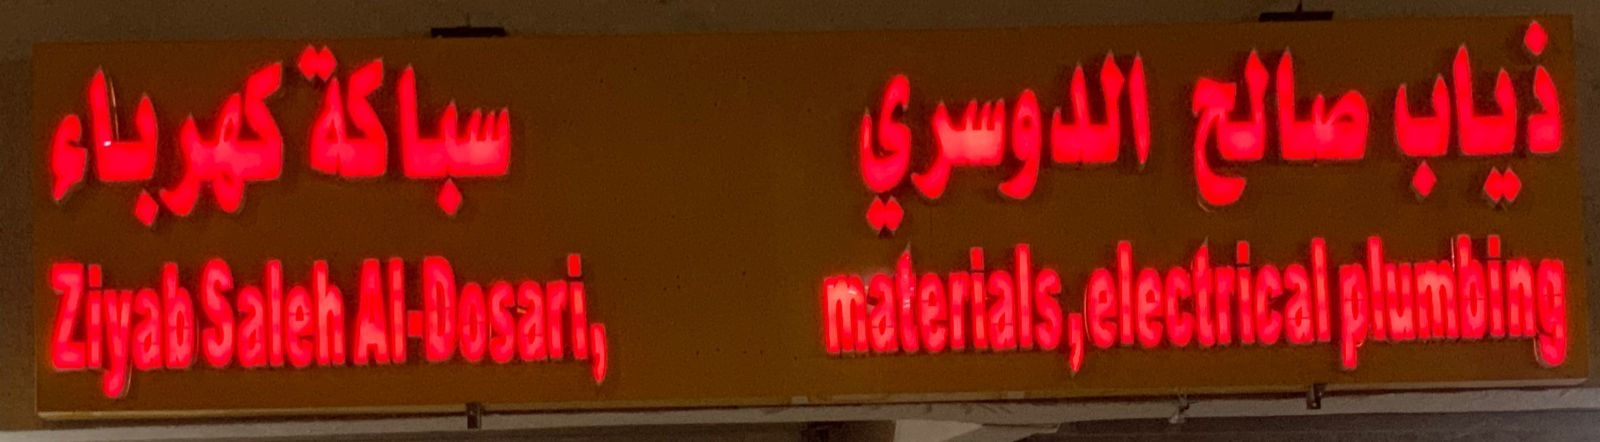 ذياب صالح الدوسري سباكة كهرباء
Ziyab Saleh Al-Dosari, materials, electrical plumbing